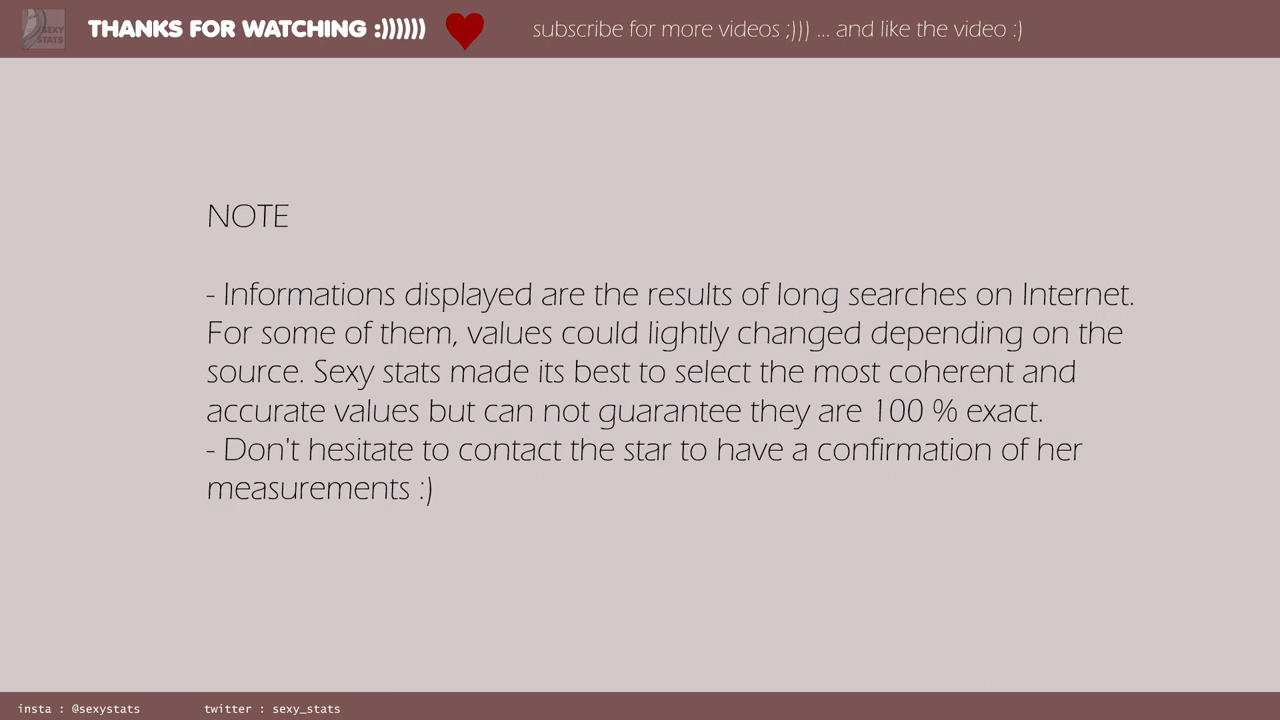 SEXY
STATS
THANKS FOR WATCHING :))))))
subscribe for more videos ;))) ... and like the video :)
NOTE
- Informations displayed are the results of long searches on Internet.
For some of them, values could lightly changed depending on the
source. Sexy stats made its best to select the most coherent and
accurate values but can not guarantee they are 100 % exact.
- Don't hesitate to contact the star to have a confirmation of her
measurements :)
insta : @sexystats
twitter : sexy_stats